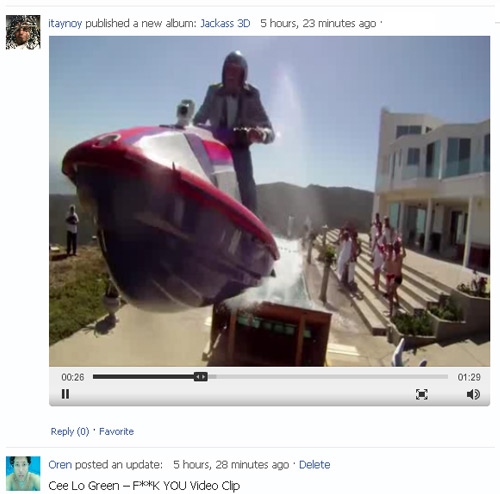 itaynoy published a new album: Jackass 3D 5 hours, 23 minutes ago ·
00:26 01:29
Reply (0) · Favorite
Oren posted an update: 5 hours, 28 minutes ago · Delete
Cee Lo Green – F**K YOU Video Clip